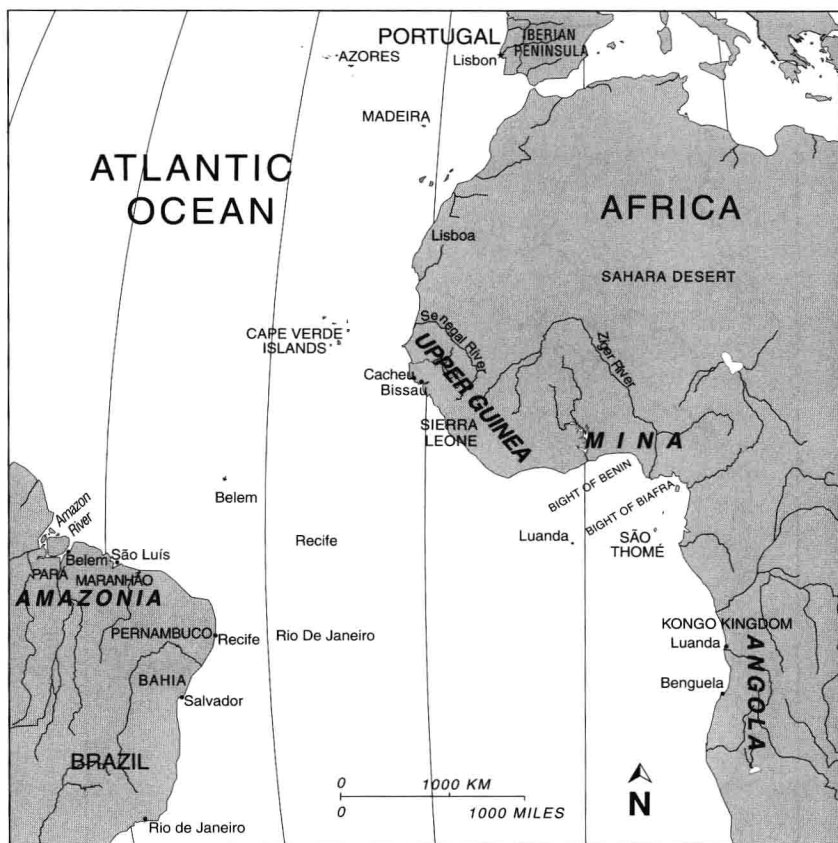 PORTUGAL
IBERIAN
PENINSULA
AZORES
Lisbon
MADEIRA
ATLANTIC
OCEAN
AFRICA
Lisboa
SAHARA DESERT
Senegal River
CAPE VERDE
ISLANDS
Ziger River
UPPER GUINEA
Cacheu
Bissau
SIERRA
LEONE
MINA
BIGHT OF BENIN
BIGHT OF BIAFRA
Belem
Amazon
River
Luanda
Recife
SÃO
THOMÉ
Belem
São Luís
PARÁ
MARANHÃO
AMAZONIA
KONGO KINGDOM
PERNAMBUCO
Recife
Rio De Janeiro
Luanda
ANGOLA
BAHIA
Salvador
Benguela
BRAZIL
0 1000 KM
0 1000 MILES
N
Rio de Janeiro